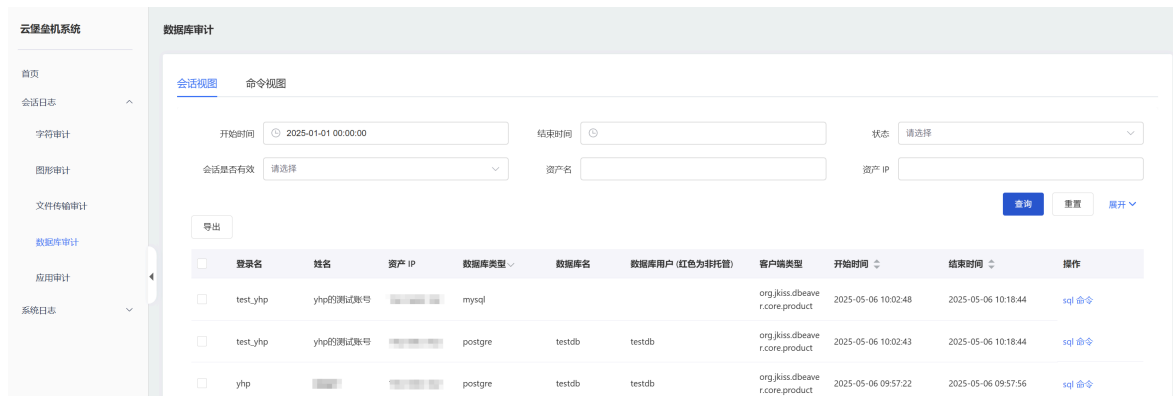 云堡垒机系统
首页
会话日志
字符审计
图形审计
文件传输审计
数据库审计
应用审计
系统日志
数据库审计
会话视图 命令视图
开始时间 2025-01-01 00:00:00 结束时间 状态 请选择
会话是否有效 请选择 资产名 资产 IP
查询 重置 展开
导出
登录名 姓名 资产 IP 数据库类型 数据库名 数据库用户 (红色为非托管) 客户端类型 开始时间 结束时间 操作
test_yhp yhp的测试账号 mysql org.jkiss.dbeave 2025-05-06 10:02:48 2025-05-06 10:18:44 sql 命令
r.core.product
test_yhp yhp的测试账号 postgre testdb testdb org.jkiss.dbeave 2025-05-06 10:02:43 2025-05-06 10:18:44 sql 命令
r.core.product
yhp postgre testdb testdb org.jkiss.dbeave 2025-05-06 09:57:22 2025-05-06 09:57:56 sql 命令
r.core.product